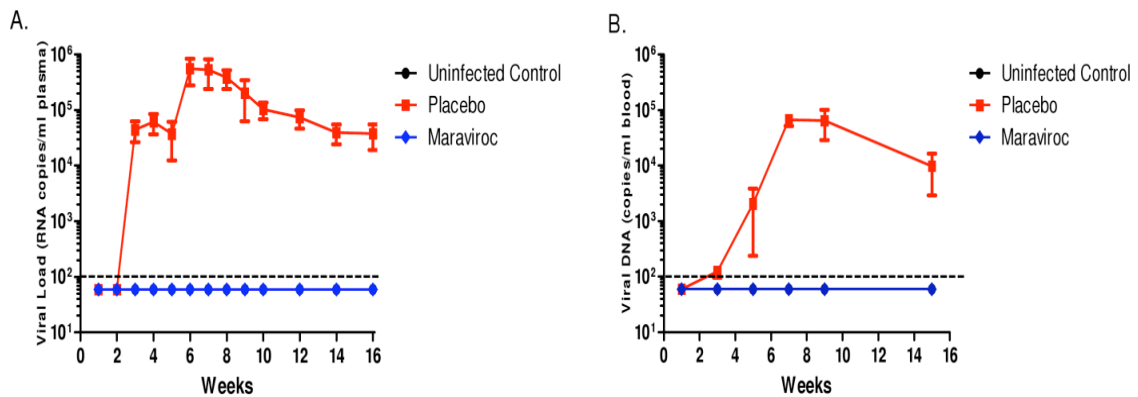 A.
Viral Load (RNA copies/ml plasma)
10⁶
10⁵
10⁴
10³
10²
10¹
0 2 4 6 8 10 12 14 16
Weeks
Uninfected Control
Placebo
Maraviroc
B.
Viral DNA (copies/ml blood)
10⁶
10⁵
10⁴
10³
10²
10¹
0 2 4 6 8 10 12 14 16
Weeks
Uninfected Control
Placebo
Maraviroc